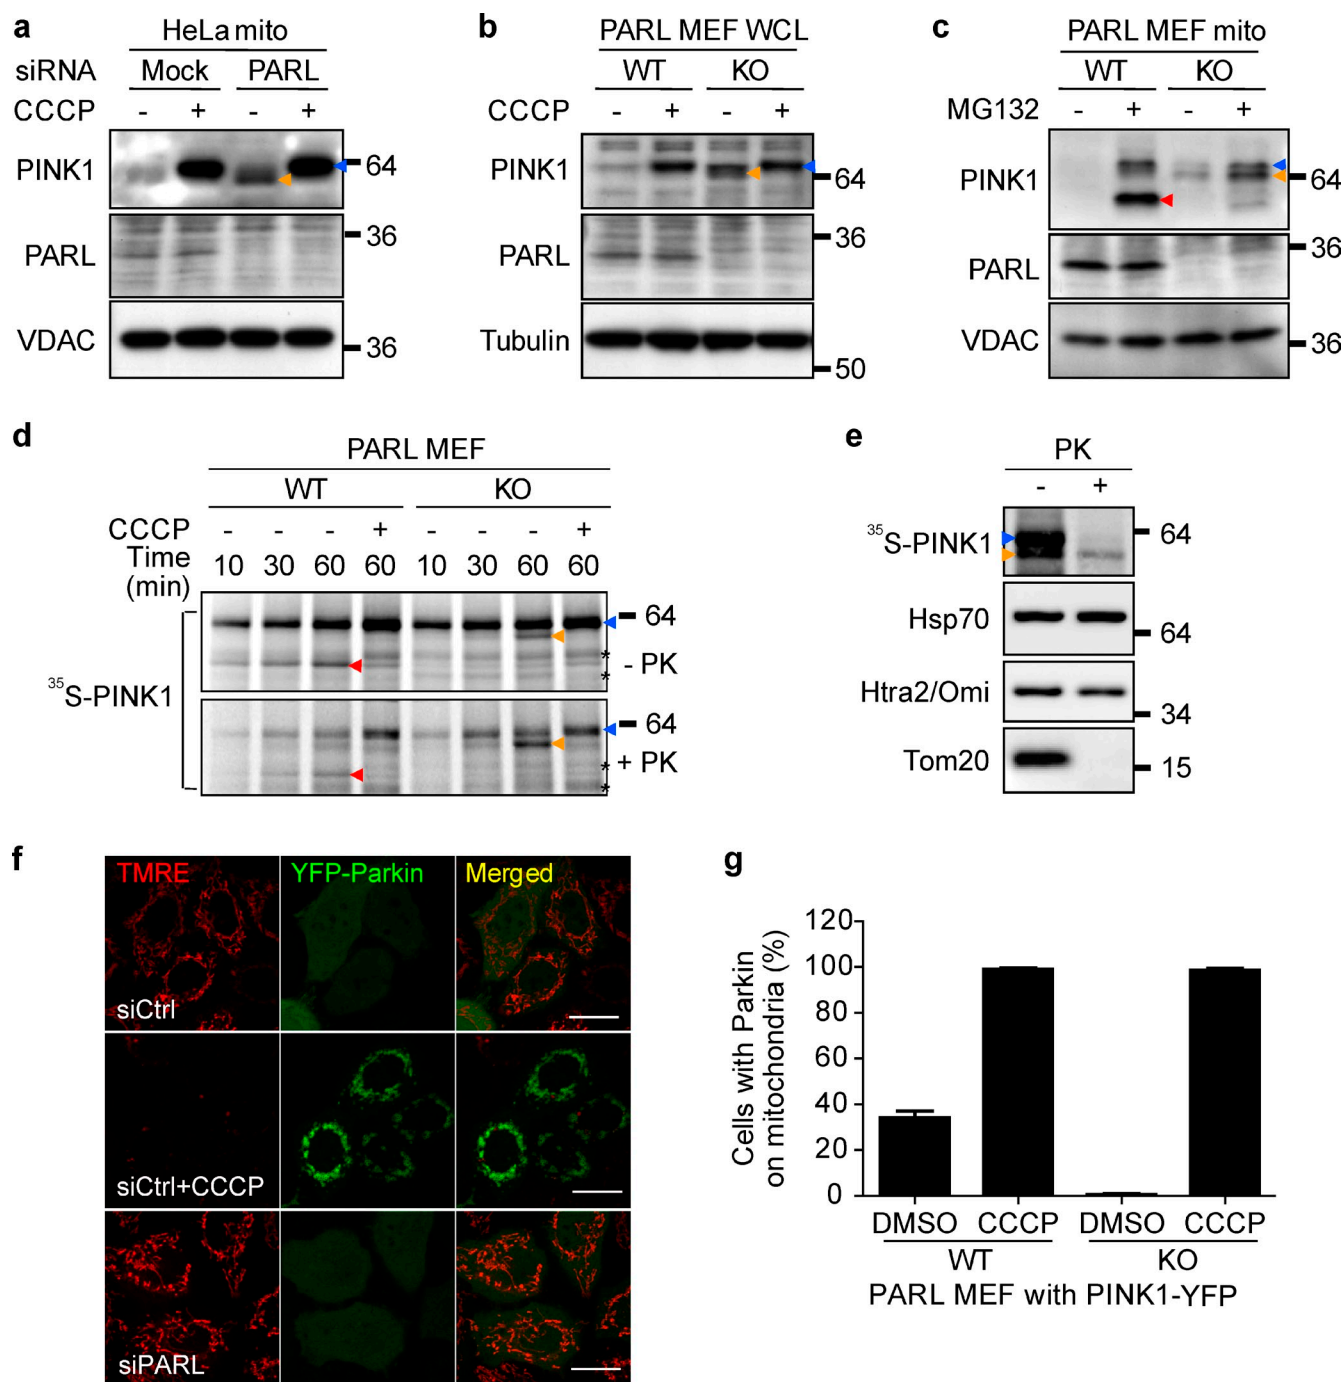 a
HeLa mito
siRNA Mock PARL
CCCP - + - +
PINK1 64
PARL 36
VDAC 36
b
PARL MEF WCL
WT KO
CCCP - + - +
PINK1 64
PARL 36
Tubulin 50
c
PARL MEF mito
WT KO
MG132 - + - +
PINK1 64
PARL 36
VDAC 36
d
PARL MEF
WT KO
CCCP - - - + - - - +
Time (min) 10 30 60 60 10 30 60 60
64
* - PK
*
³⁵S-PINK1
64
* + PK
*
e
PK
- +
³⁵S-PINK1 64
Hsp70 64
Htra2/Omi 34
Tom20 15
f
TMRE YFP-Parkin Merged
siCtrl
siCtrl+CCCP
siPARL
g
Cells with Parkin
on mitochondria (%)
120
100
80
60
40
20
0
DMSO CCCP DMSO CCCP
WT KO
PARL MEF with PINK1-YFP